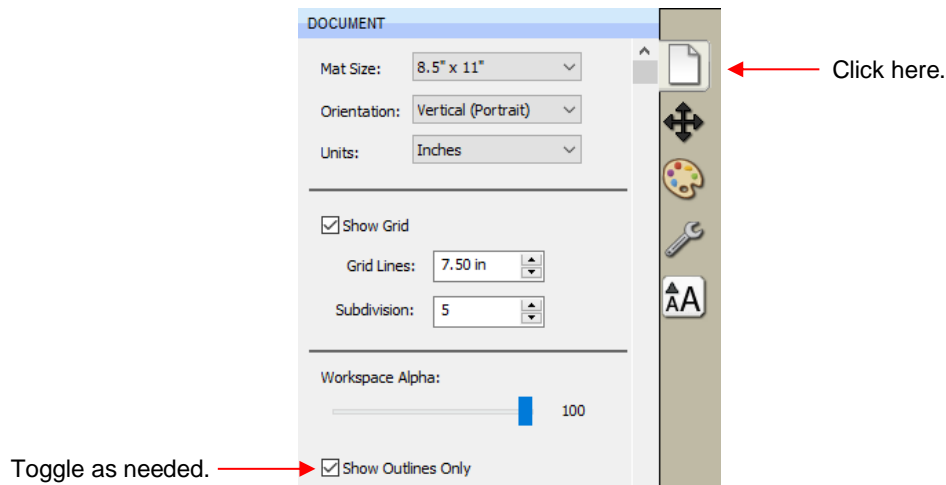 DOCUMENT
Mat Size: 8.5" x 11"
Click here.
Orientation: Vertical (Portrait)
Units: Inches
Show Grid
Grid Lines: 7.50 in
Subdivision: 5
AA
Workspace Alpha:
100
Toggle as needed.
Show Outlines Only